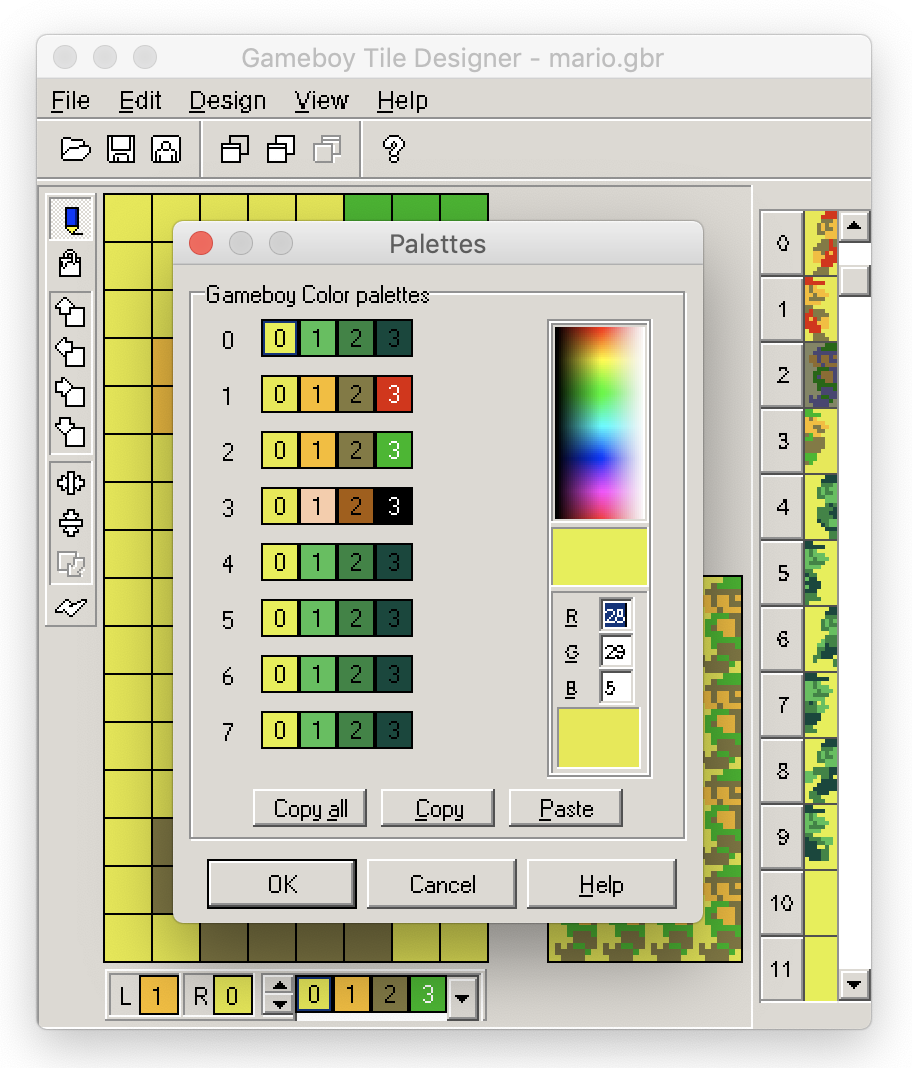 Gameboy Tile Designer - mario.gbr
File Edit Design View Help
Palettes
Gameboy Color palettes
0 0 1 2 3
1 0 1 2 3
2 0 1 2 3
3 0 1 2 3
4 0 1 2 3
5 0 1 2 3
6 0 1 2 3
7 0 1 2 3
R 28
G 29
B 5
Copy all Copy Paste
OK Cancel Help
0
1
2
3
4
5
6
7
8
9
10
11
L 1 R 0 0 1 2 3